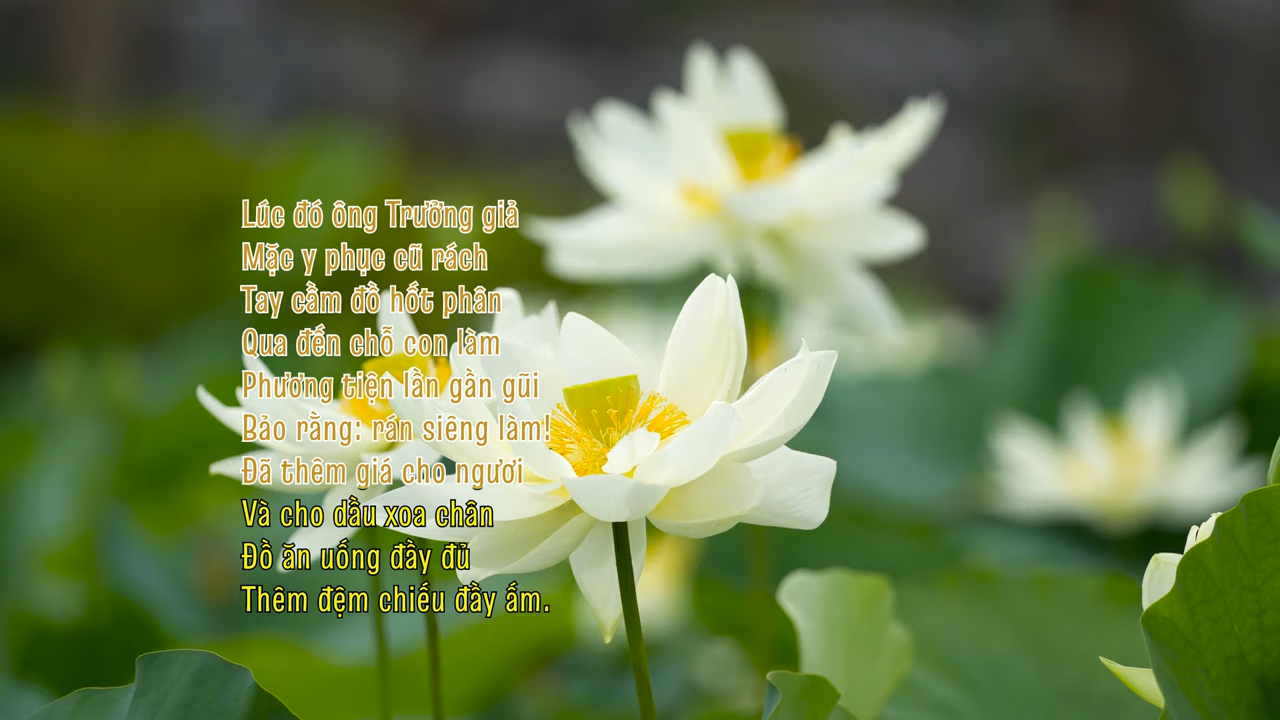 Lúc đó ông Trưởng giả
Mặc y phục cũ rách
Tay cầm đồ hốt phân
Qua đến chỗ con làm
Phương tiện lần gần gũi
Bảo rằng: rán siêng làm!
Đã thêm giá cho ngươi
Và cho dầu xoa chân
Đồ ăn uống đầy đủ
Thêm đệm chiếu đầy ấm.